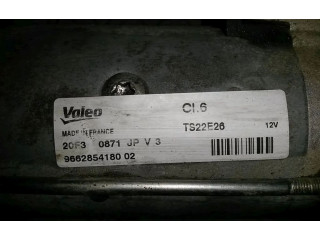 Valeo CI.6
MADE IN FRANCE TS22E26 12V
20F3 0871 JP V 3
9662854180 02